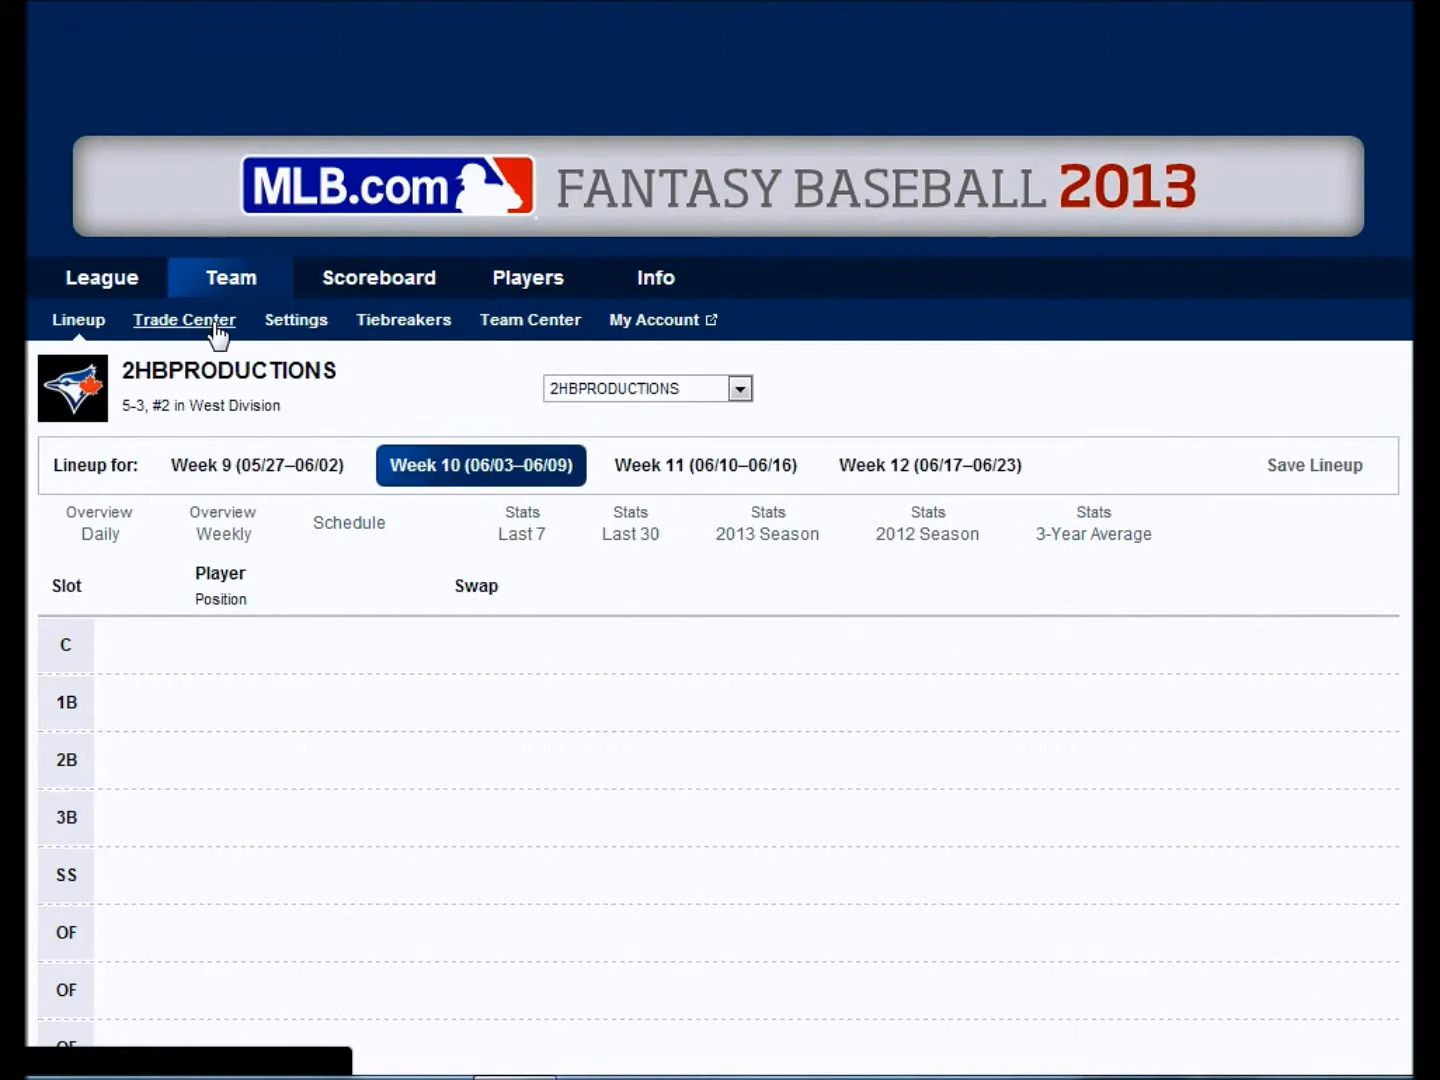 MLB.com FANTASY BASEBALL 2013
League Team Scoreboard Players Info
Lineup Trade Center Settings Tiebreakers Team Center My Account
2HBPRODUCTIONS
5-3, #2 in West Division
2HBPRODUCTIONS
Lineup for: Week 9 (05/27–06/02) Week 10 (06/03–06/09) Week 11 (06/10–06/16) Week 12 (06/17–06/23) Save Lineup
Overview Overview Schedule Stats Stats Stats Stats Stats
Daily Weekly Last 7 Last 30 2013 Season 2012 Season 3-Year Average
Slot Player Swap
Position
C
1B
2B
3B
SS
OF
OF
OF